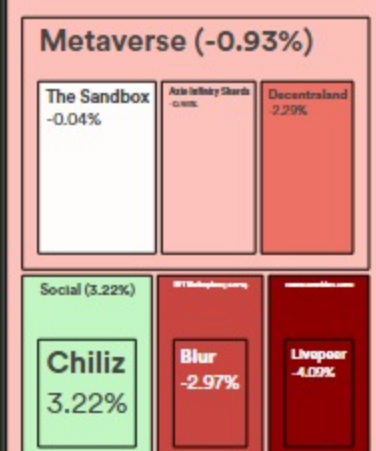 Metaverse (-0.93%)
The Sandbox
-0.04%
Axie Infinity Shards
Decentraland
-2.29%
Social (3.22%)
Chiliz
3.22%
Blur
-2.97%
Livepeer
-4.09%